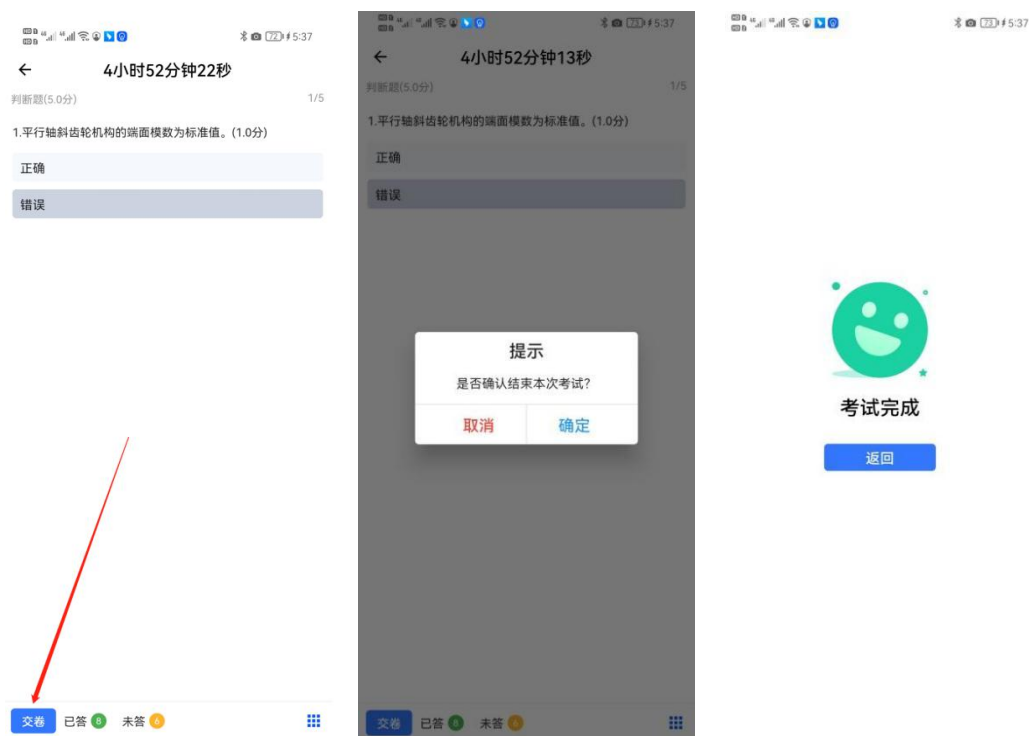 5:37
4小时52分钟22秒
判断题(5.0分)
1/5
1.平行轴斜齿轮机构的端面模数为标准值。(1.0分)
正确
错误
交卷
已答 8
未答 6
5:37
4小时52分钟13秒
判断题(5.0分)
1/5
1.平行轴斜齿轮机构的端面模数为标准值。(1.0分)
正确
错误
提示
是否确认结束本次考试?
取消
确定
交卷
已答 8
未答 6
5:37
考试完成
返回